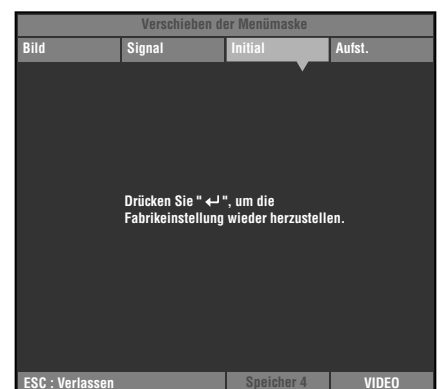 Verschieben der Menümaske
Bild Signal Initial Aufst.
Drücken Sie " ↵ ", um die
Fabrikeinstellung wieder herzustellen.
ESC : Verlassen Speicher 4 VIDEO